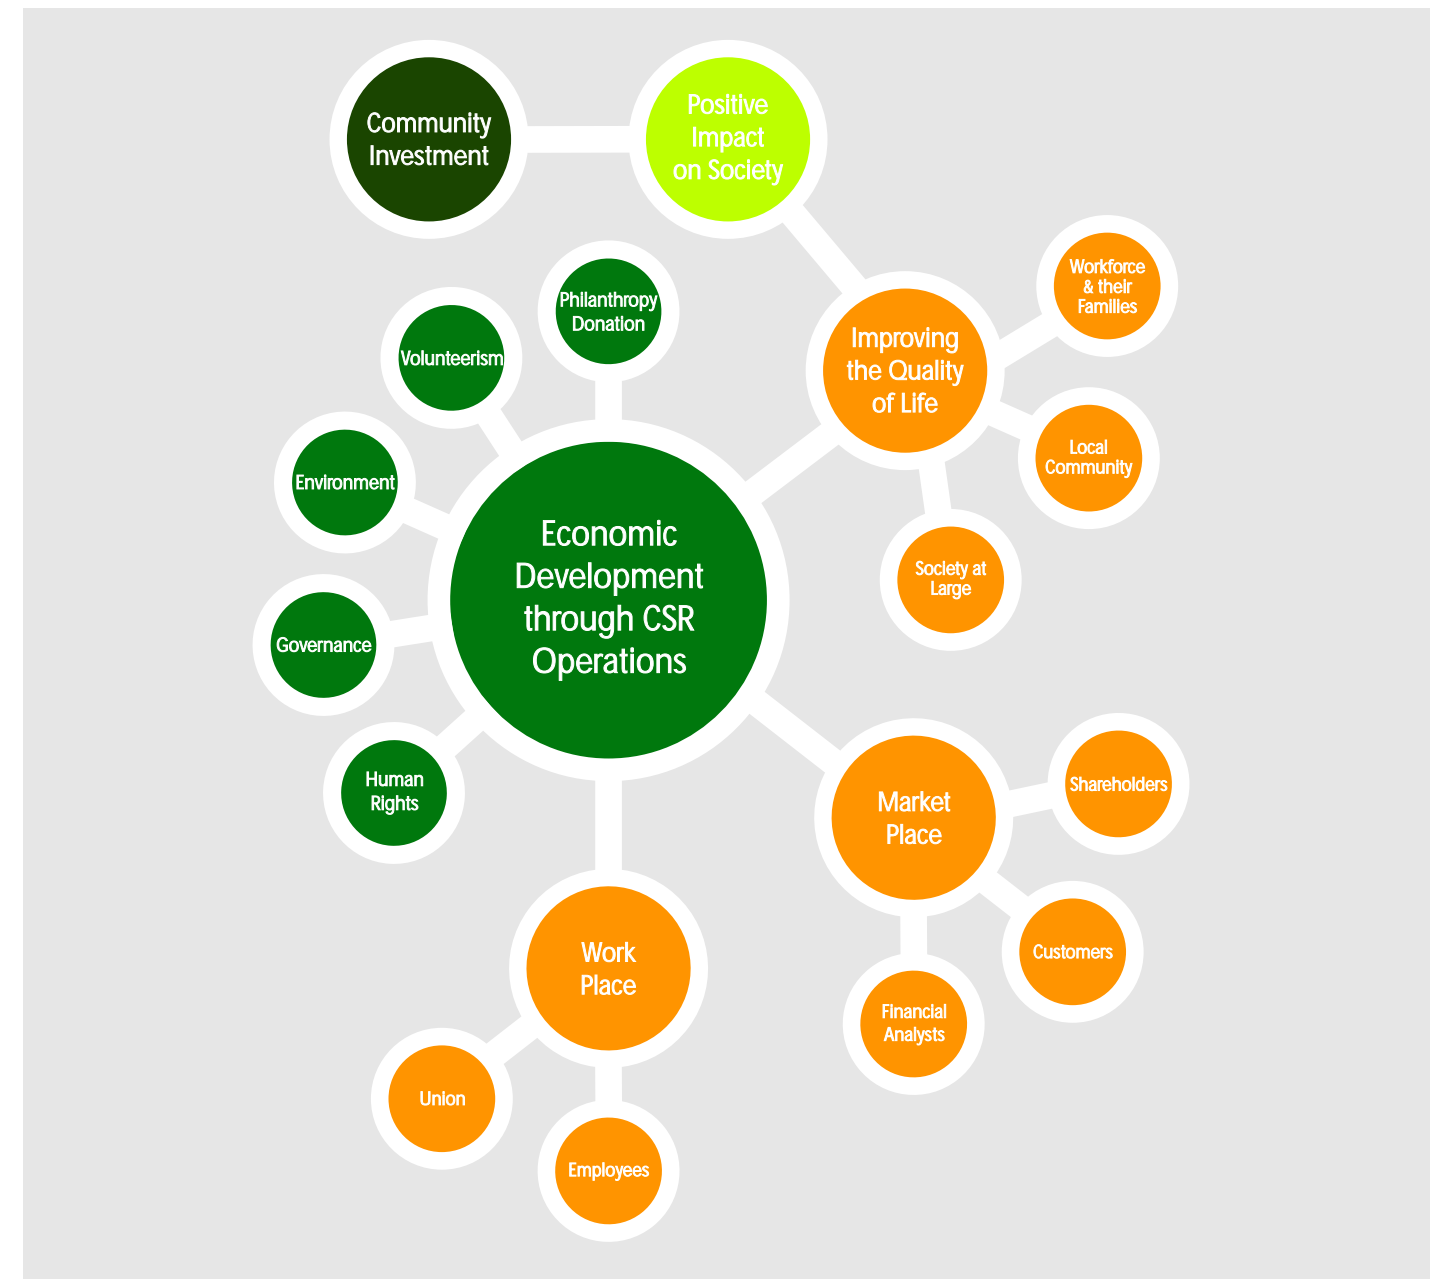 Community
Investment
Positive
Impact
on Society
Philanthropy
Donation
Volunteerism
Environment
Governance
Human
Rights
Economic
Development
through CSR
Operations
Improving
the Quality
of Life
Workforce
& their
Families
Local
Community
Society at
Large
Market
Place
Shareholders
Customers
Financial
Analysts
Work
Place
Union
Employees